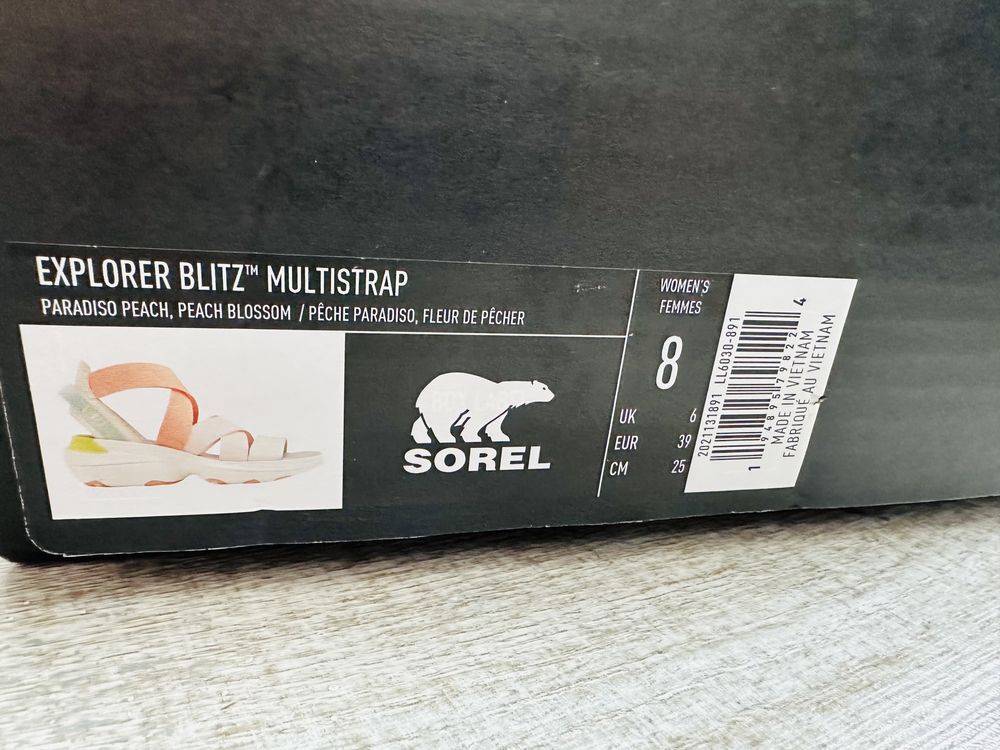 EXPLORER BLITZ™ MULTISTRAP
PARADISO PEACH, PEACH BLOSSOM / PÊCHE PARADISO, FLEUR DE PÊCHER
SOREL
WOMEN'S
FEMMES
8
UK 6
EUR 39
CM 25
2021131891 LL6030-891
1 94895 79822 4
MADE IN VIETNAM
FABRIQUÉ AU VIETNAM